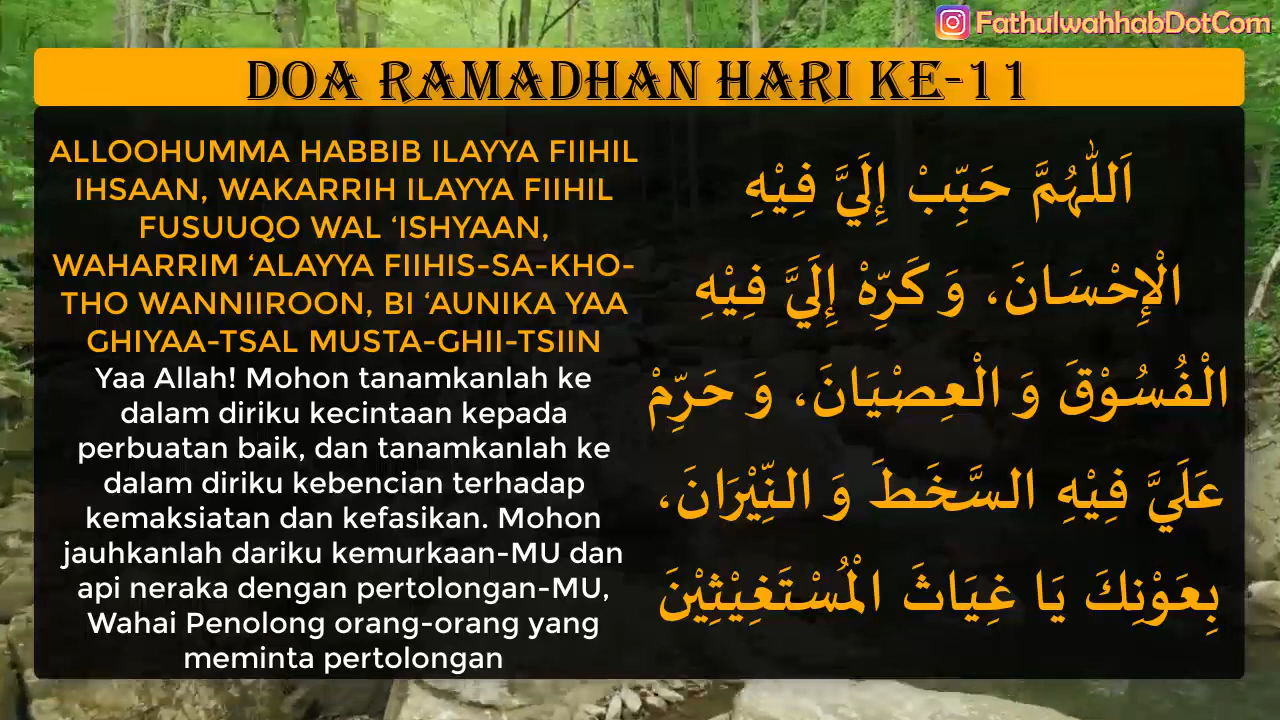 FathulwahhabDotCom
DOA RAMADHAN HARI KE-11
ALLOOHUMMA HABBIB ILAYYA FIIHIL
IHSAAN, WAKARRIH ILAYYA FIIHIL
FUSUUQO WAL ‘ISHYAAN,
WAHARRIM ‘ALAYYA FIIHIS-SA-KHO-
THO WANNIIROON, BI ‘AUNIKA YAA
GHIYAA-TSAL MUSTA-GHII-TSIIN
Yaa Allah! Mohon tanamkanlah ke
dalam diriku kecintaan kepada
perbuatan baik, dan tanamkanlah ke
dalam diriku kebencian terhadap
kemaksiatan dan kefasikan. Mohon
jauhkanlah dariku kemurkaan-MU dan
api neraka dengan pertolongan-MU,
Wahai Penolong orang-orang yang
meminta pertolongan
اَللّٰهُمَّ حَبِّبْ إِلَيَّ فِيْهِ
الْإِحْسَانَ، وَ كَرِّهْ إِلَيَّ فِيْهِ
الْفُسُوْقَ وَ الْعِصْيَانَ، وَ حَرِّمْ
عَلَيَّ فِيْهِ السَّخَطَ وَ النِّيْرَانَ،
بِعَوْنِكَ يَا غِيَاثَ الْمُسْتَغِيْثِيْنَ